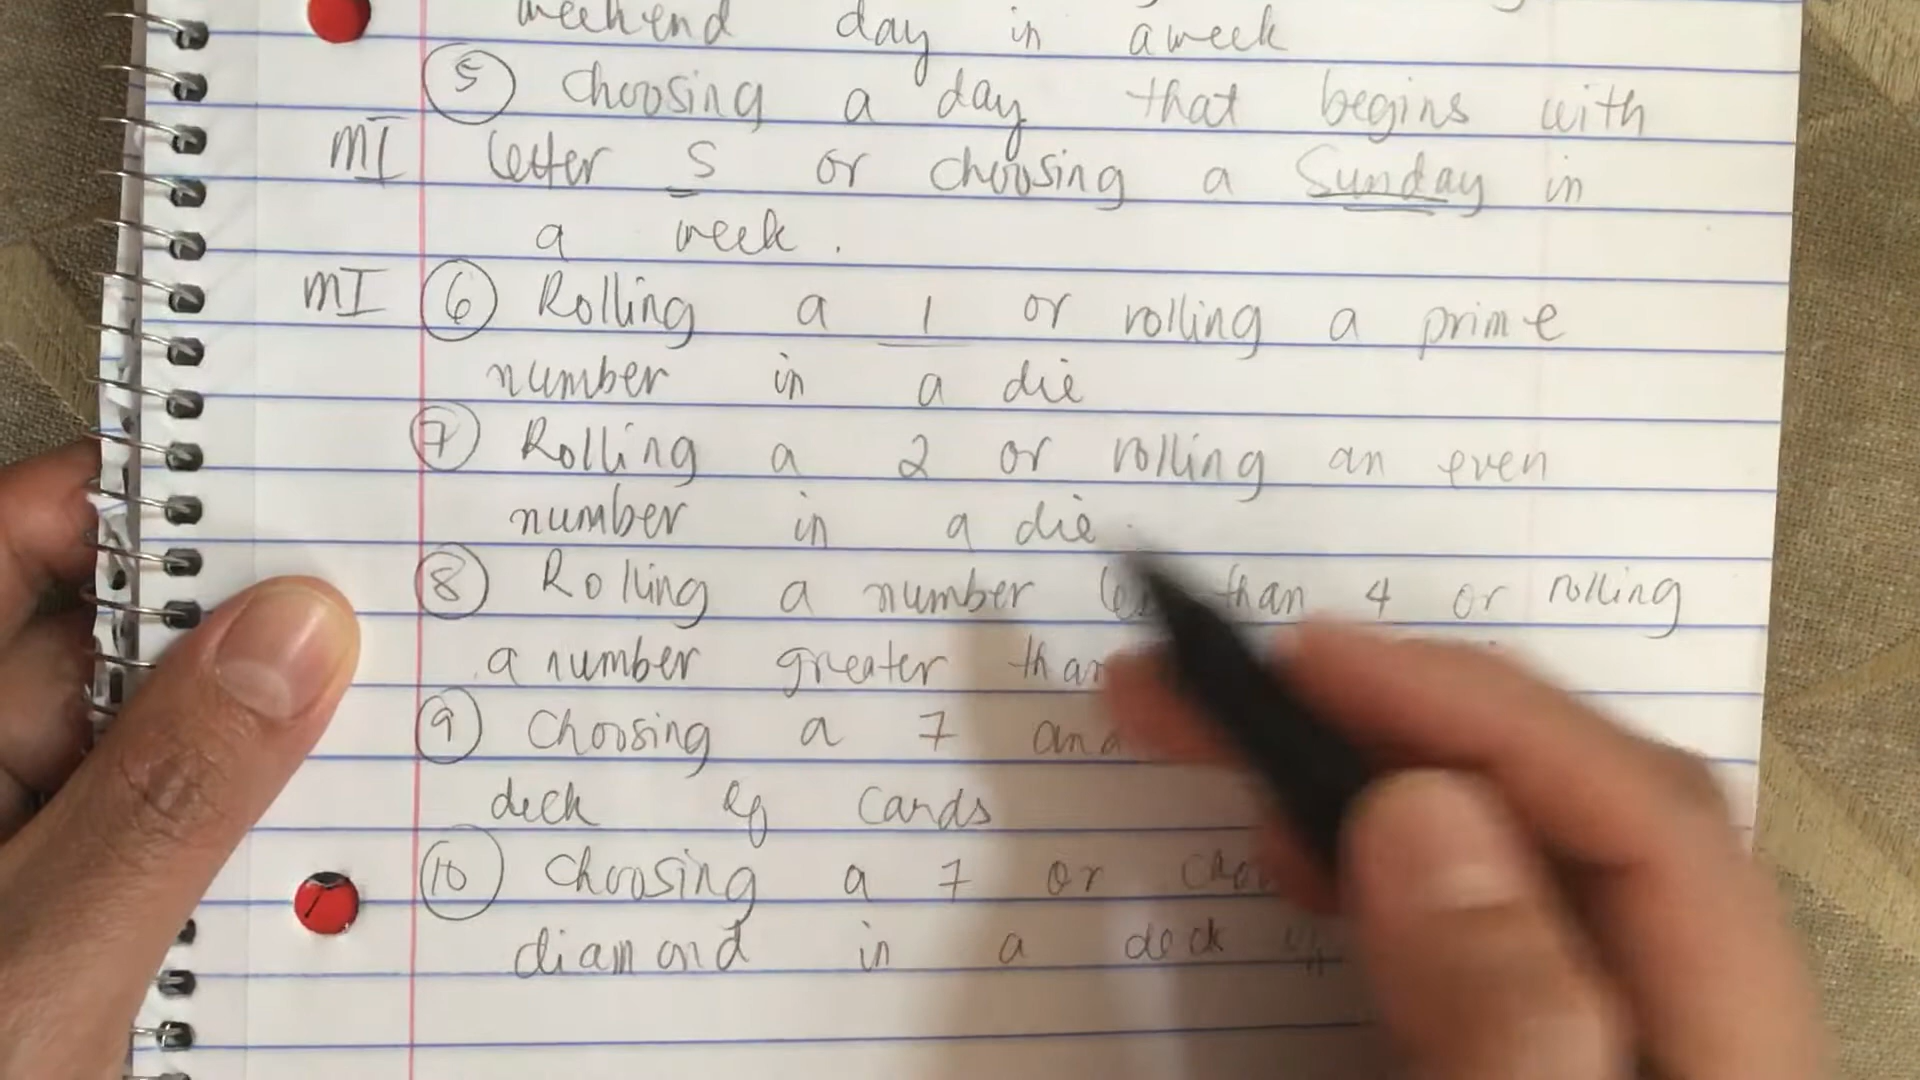 weekend day in a week
⑤ Choosing a day that begins with
MI letter S or choosing a Sunday in
a week.
MI ⑥ Rolling a 1 or rolling a prime
number in a die
⑦ Rolling a 2 or rolling an even
number in a die.
⑧ Rolling a number less than 4 or rolling
a number greater than
⑨ Choosing a 7 and
deck of cards
⑩ Choosing a 7 or
diamond in a deck